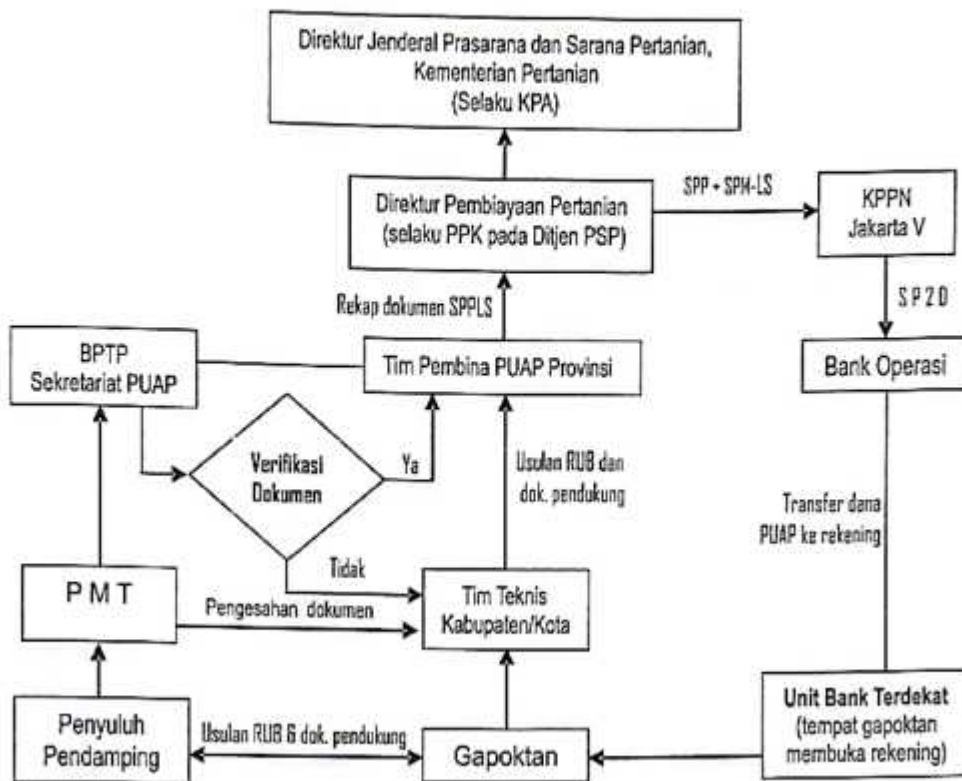 Direktur Jenderal Prasarana dan Sarana Pertanian,
Kementerian Pertanian
(Selaku KPA)
Direktur Pembiayaan Pertanian
(selaku PPK pada Ditjen PSP)
SPP + SPM-LS
KPPN
Jakarta V
Rekap dokumen SPPLS
S P 2 D
BPTP
Sekretariat PUAP
Tim Pembina PUAP Provinsi
Bank Operasi
Verifikasi
Dokumen
Ya
Usulan RUB dan
dok. pendukung
Transfer dana
PUAP ke rekening
Tidak
P M T
Pengesahan dokumen
Tim Teknis
Kabupaten/Kota
Penyuluh
Pendamping
Usulan RUB & dok. pendukung
Gapoktan
Unit Bank Terdekat
(tempat gapoktan
membuka rekening)